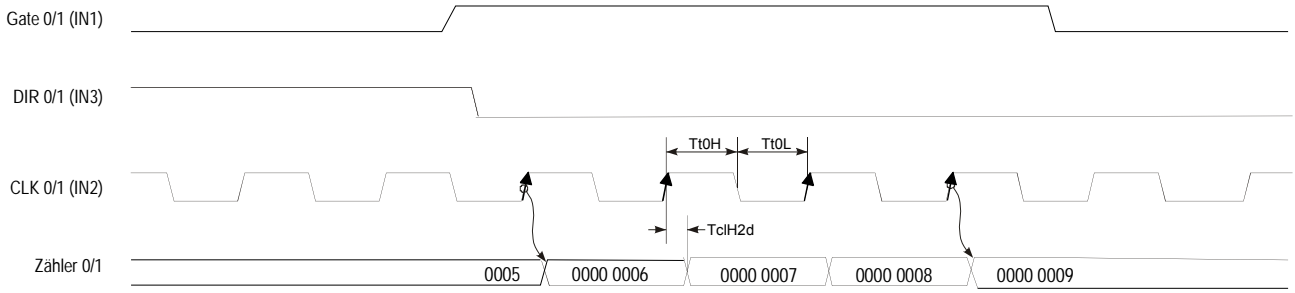 Gate 0/1 (IN1)
DIR 0/1 (IN3)
Tt0H Tt0L
CLK 0/1 (IN2)
TclH2d
Zähler 0/1
0005 0000 0006 0000 0007 0000 0008 0000 0009